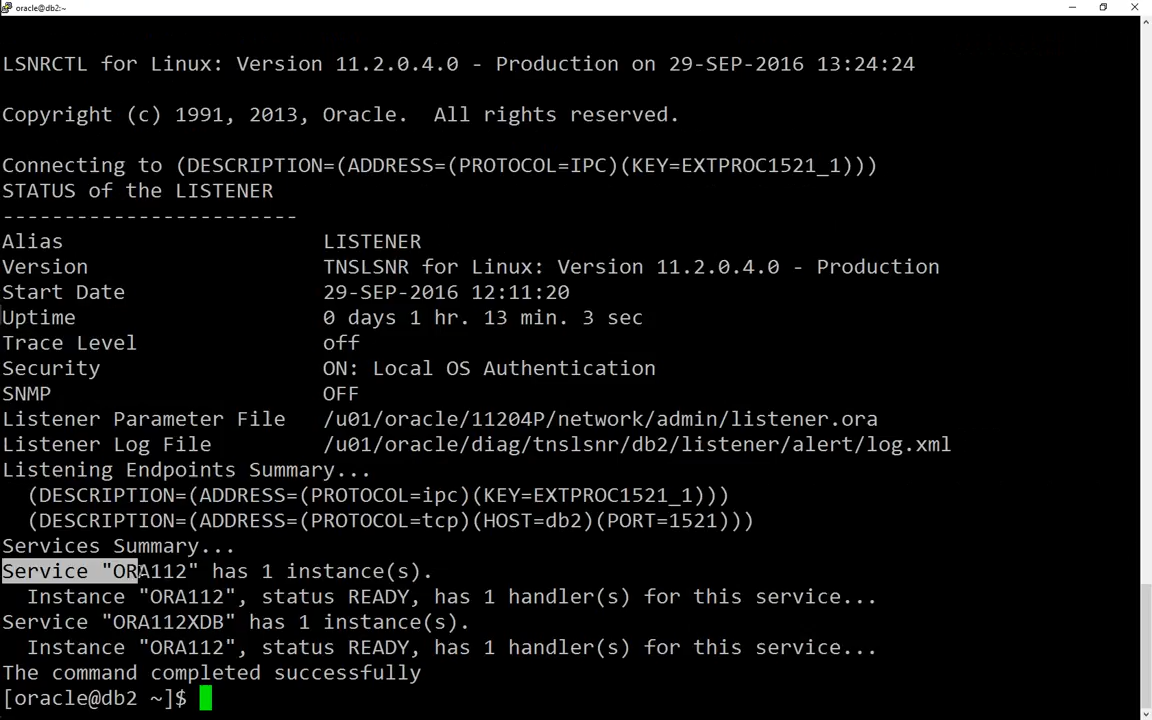 oracle@db2:~
LSNRCTL for Linux: Version 11.2.0.4.0 - Production on 29-SEP-2016 13:24:24
Copyright (c) 1991, 2013, Oracle.  All rights reserved.
Connecting to (DESCRIPTION=(ADDRESS=(PROTOCOL=IPC)(KEY=EXTPROC1521_1)))
STATUS of the LISTENER
------------------------
Alias                     LISTENER
Version                   TNSLSNR for Linux: Version 11.2.0.4.0 - Production
Start Date                29-SEP-2016 12:11:20
Uptime                    0 days 1 hr. 13 min. 3 sec
Trace Level               off
Security                  ON: Local OS Authentication
SNMP                      OFF
Listener Parameter File   /u01/oracle/11204P/network/admin/listener.ora
Listener Log File         /u01/oracle/diag/tnslsnr/db2/listener/alert/log.xml
Listening Endpoints Summary...
  (DESCRIPTION=(ADDRESS=(PROTOCOL=ipc)(KEY=EXTPROC1521_1)))
  (DESCRIPTION=(ADDRESS=(PROTOCOL=tcp)(HOST=db2)(PORT=1521)))
Services Summary...
Service "ORA112" has 1 instance(s).
  Instance "ORA112", status READY, has 1 handler(s) for this service...
Service "ORA112XDB" has 1 instance(s).
  Instance "ORA112", status READY, has 1 handler(s) for this service...
The command completed successfully
[oracle@db2 ~]$